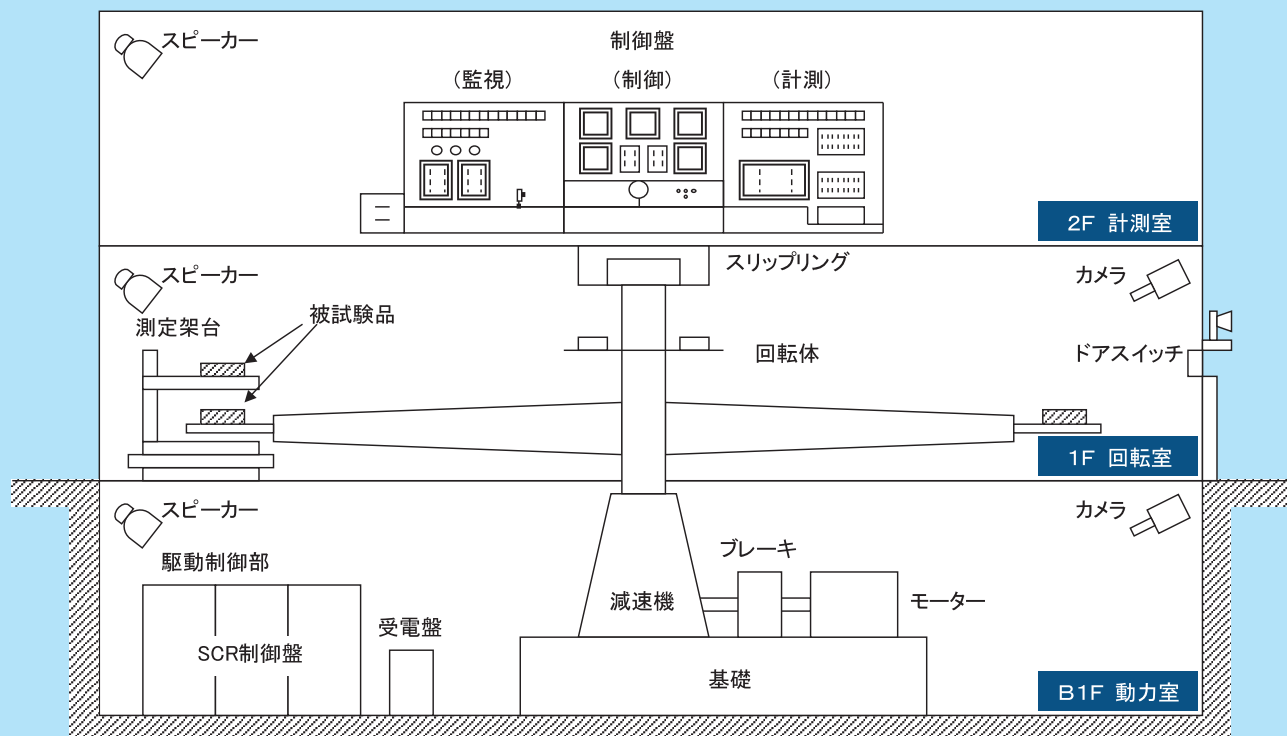 スピーカー
制御盤
（監視）
（制御）
（計測）
2F 計測室
スピーカー
スリップリング
カメラ
測定架台
被試験品
回転体
ドアスイッチ
1F 回転室
スピーカー
カメラ
駆動制御部
ブレーキ
減速機
モーター
受電盤
SCR制御盤
基礎
B1F 動力室